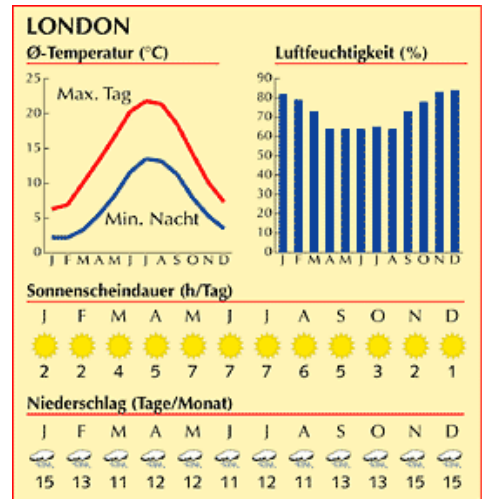 LONDON
Ø-Temperatur (°C)
25
20
15
10
5
0
Max. Tag
Min. Nacht
J F M A M J J A S O N D
Luftfeuchtigkeit (%)
90
80
70
60
50
40
30
20
10
0
J F M A M J J A S O N D
Sonnenscheindauer (h/Tag)
J F M A M J J A S O N D
2 2 4 5 7 7 7 6 5 3 2 1
Niederschlag (Tage/Monat)
J F M A M J J A S O N D
15 13 11 12 12 11 12 11 13 13 15 15